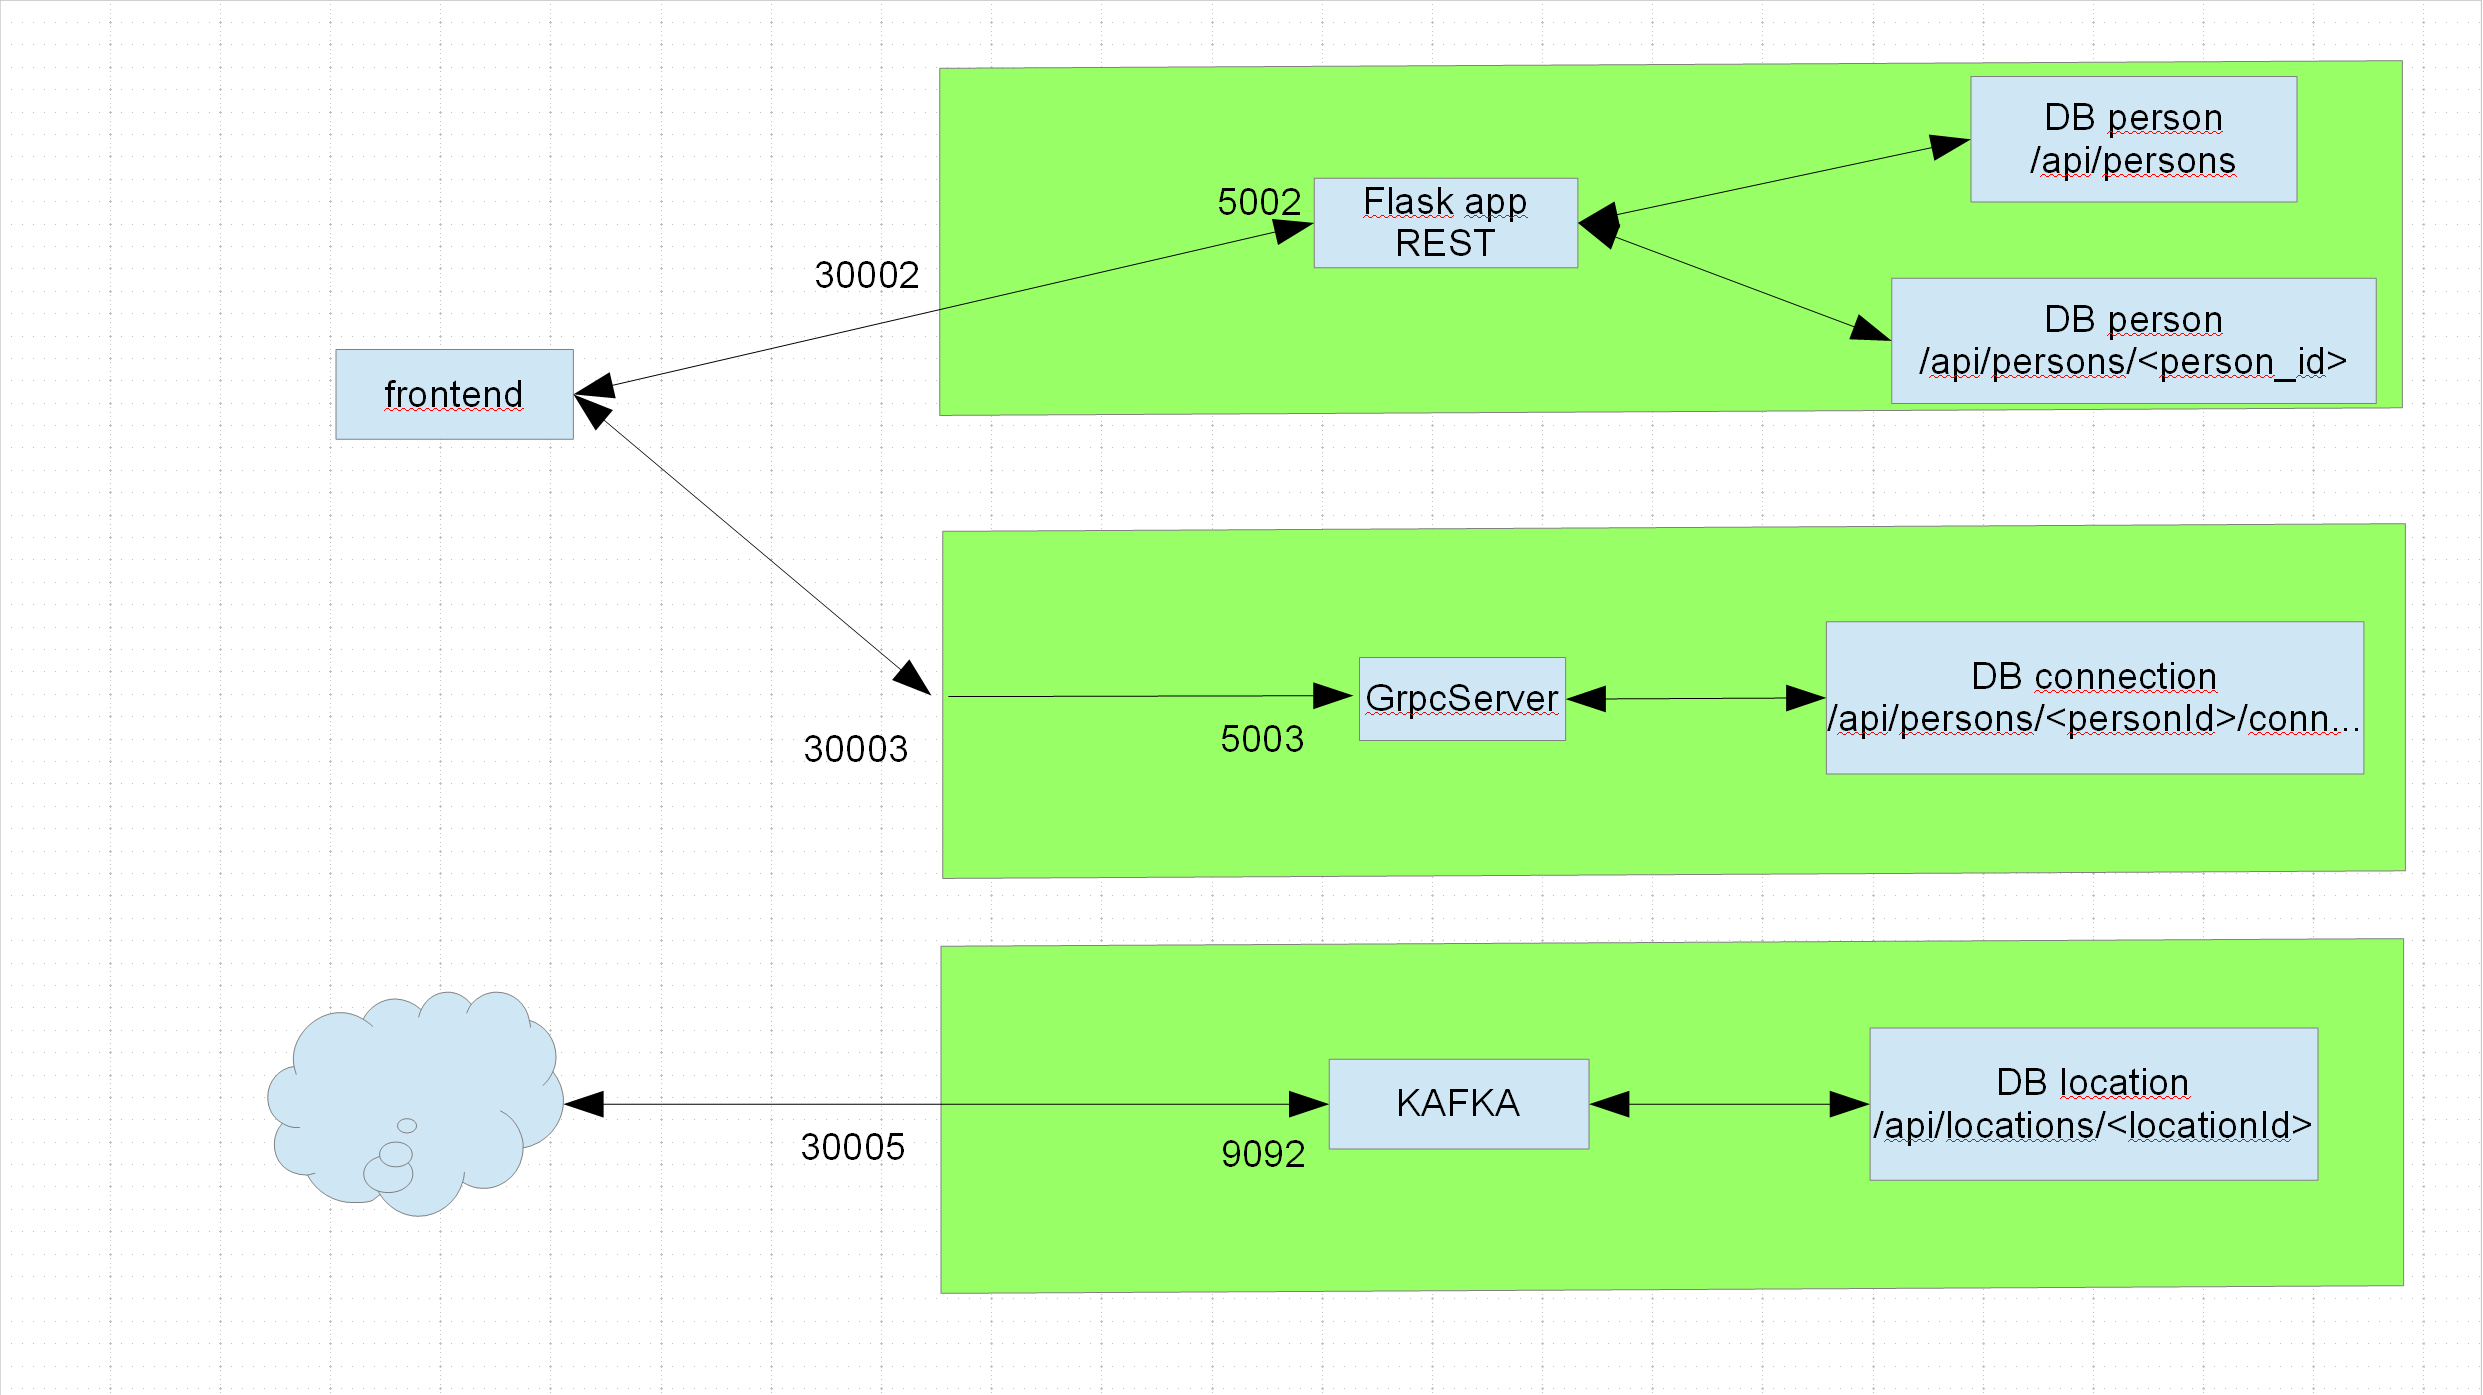 DB person
/api/persons
5002
Flask app
REST
30002
DB person
/api/persons/<person_id>
frontend
DB connection
/api/persons/<personId>/conn...
GrpcServer
5003
30003
DB location
/api/locations/<locationId>
KAFKA
30005
9092